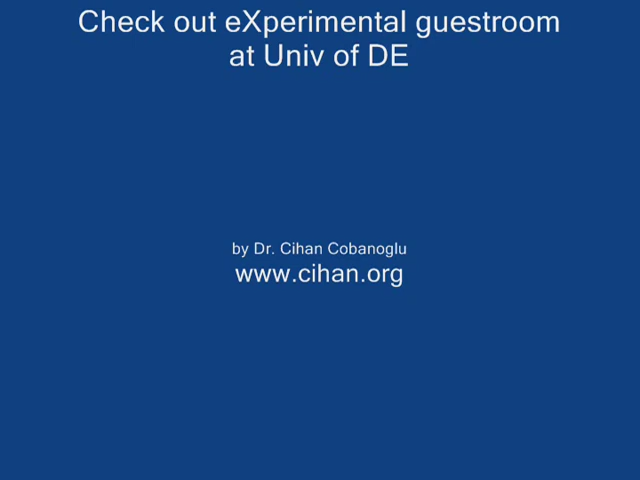 Check out eXperimental guestroom
at Univ of DE
by Dr. Cihan Cobanoglu
www.cihan.org